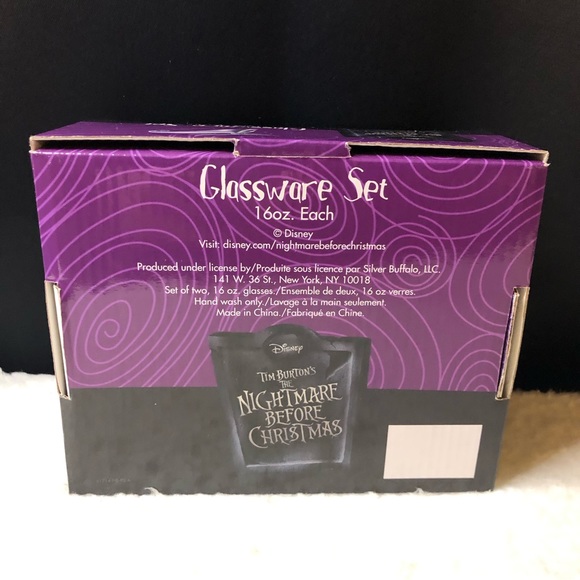 Glassware Set
16oz. Each
© Disney
Visit: disney.com/nightmarebeforechristmas
Produced under license by/Produite sous licence par Silver Buffalo, LLC.
141 W. 36 St., New York, NY 10018
Set of two, 16 oz. glasses./Ensemble de deux, 16 oz verres.
Hand wash only./Lavage à la main seulement.
Made in China./Fabriqué en Chine.
Disney
Tim Burton's
The
Nightmare
Before
Christmas